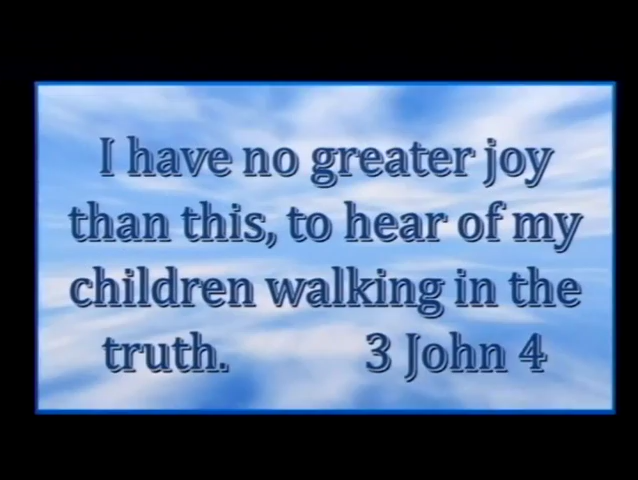 I have no greater joy
than this, to hear of my
children walking in the
truth. 3 John 4